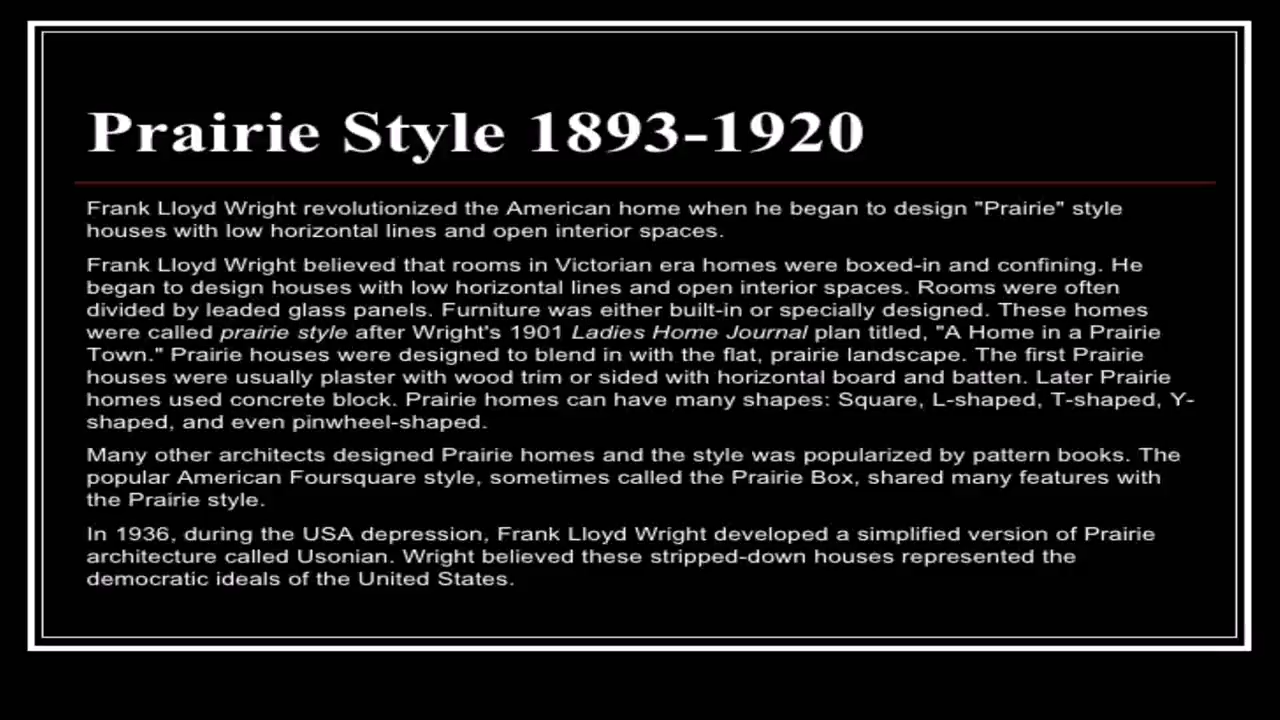 Prairie Style 1893-1920
Frank Lloyd Wright revolutionized the American home when he began to design "Prairie" style
houses with low horizontal lines and open interior spaces.
Frank Lloyd Wright believed that rooms in Victorian era homes were boxed-in and confining. He
began to design houses with low horizontal lines and open interior spaces. Rooms were often
divided by leaded glass panels. Furniture was either built-in or specially designed. These homes
were called prairie style after Wright's 1901 Ladies Home Journal plan titled, "A Home in a Prairie
Town." Prairie houses were designed to blend in with the flat, prairie landscape. The first Prairie
houses were usually plaster with wood trim or sided with horizontal board and batten. Later Prairie
homes used concrete block. Prairie homes can have many shapes: Square, L-shaped, T-shaped, Y-
shaped, and even pinwheel-shaped.
Many other architects designed Prairie homes and the style was popularized by pattern books. The
popular American Foursquare style, sometimes called the Prairie Box, shared many features with
the Prairie style.
In 1936, during the USA depression, Frank Lloyd Wright developed a simplified version of Prairie
architecture called Usonian. Wright believed these stripped-down houses represented the
democratic ideals of the United States.